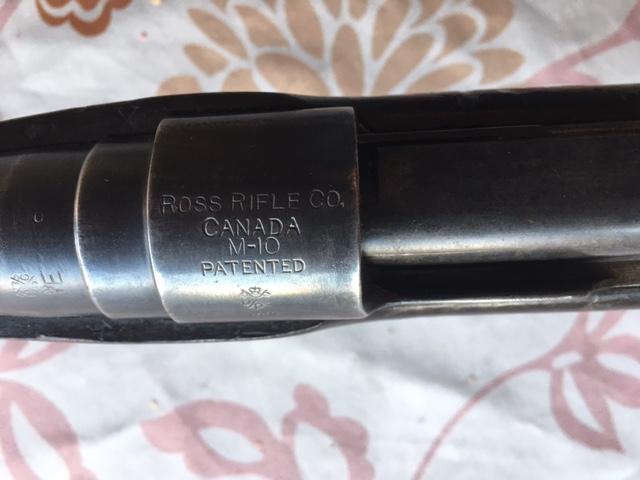 ROSS RIFLE CO.
CANADA
M-10
PATENTED
E